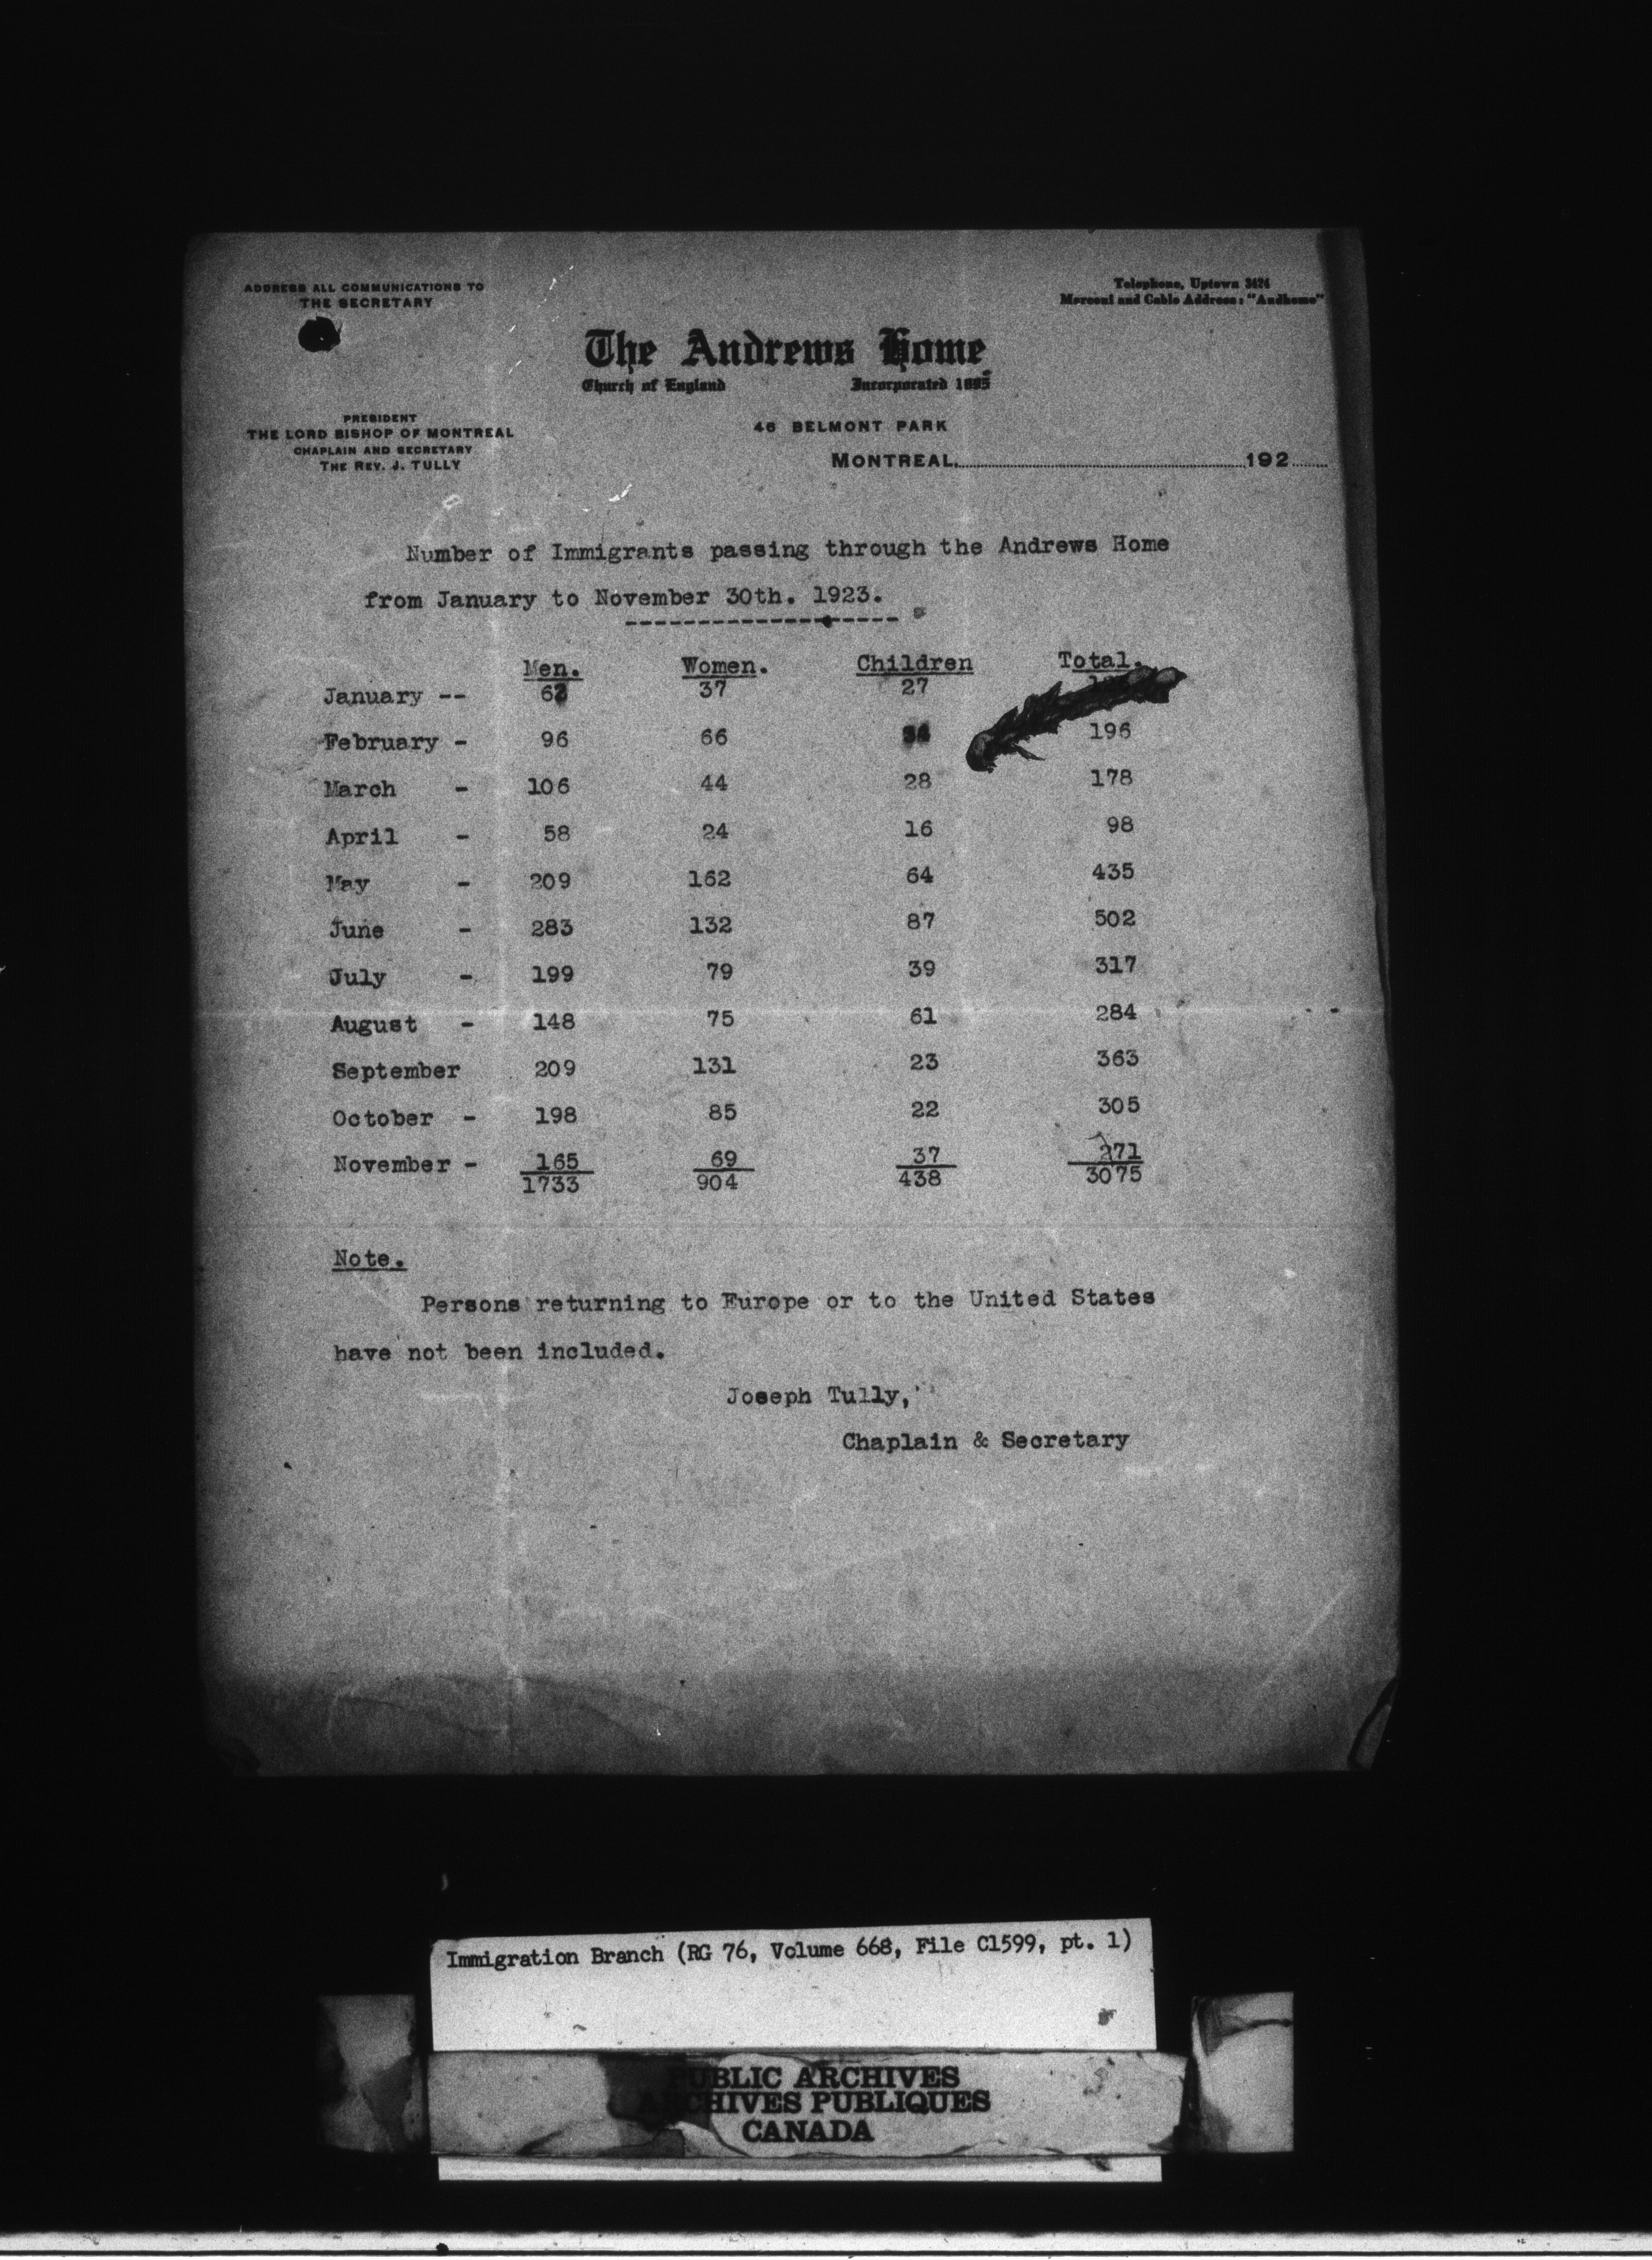 ADDRESS ALL COMMUNICATIONS TO
THE SECRETARY
Telephone, Uptown
Marconi and Cable Address: "Andhome"
The Andrews Home
Church of England Incorporated
PRESIDENT
THE LORD BISHOP OF MONTREAL
CHAPLAIN AND SECRETARY
THE REV. J. TULLY
46 BELMONT PARK
MONTREAL, 192
Number of Immigrants passing through the Andrews Home
from January to November 30th. 1923.
Men. Women. Children Total.
January -- 62 37 27
February - 96 66 34 196
March - 106 44 28 178
April - 58 24 16 98
May - 209 162 64 435
June - 283 132 87 502
July - 199 79 39 317
August - 148 75 61 284
September 209 131 23 363
October - 198 85 22 305
November - 165 69 37 271
1733 904 438 3075
Note.
Persons returning to Europe or to the United States
have not been included.
Joseph Tully,
Chaplain & Secretary
Immigration Branch (RG 76, Volume 668, File C1599, pt. 1)
PUBLIC ARCHIVES
ARCHIVES PUBLIQUES
CANADA